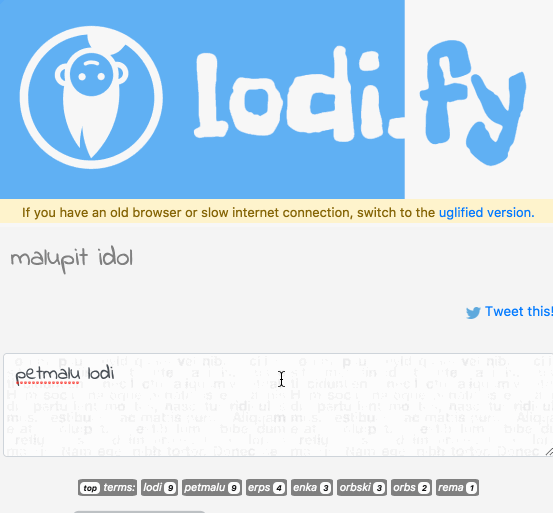 lodi.fy
If you have an old browser or slow internet connection, switch to the uglified version.
malupit idol
Tweet this!
petmalu lodi
top terms: lodi 9 petmalu 9 erps 4 enka 3 orbski 3 orbs 2 rema 1